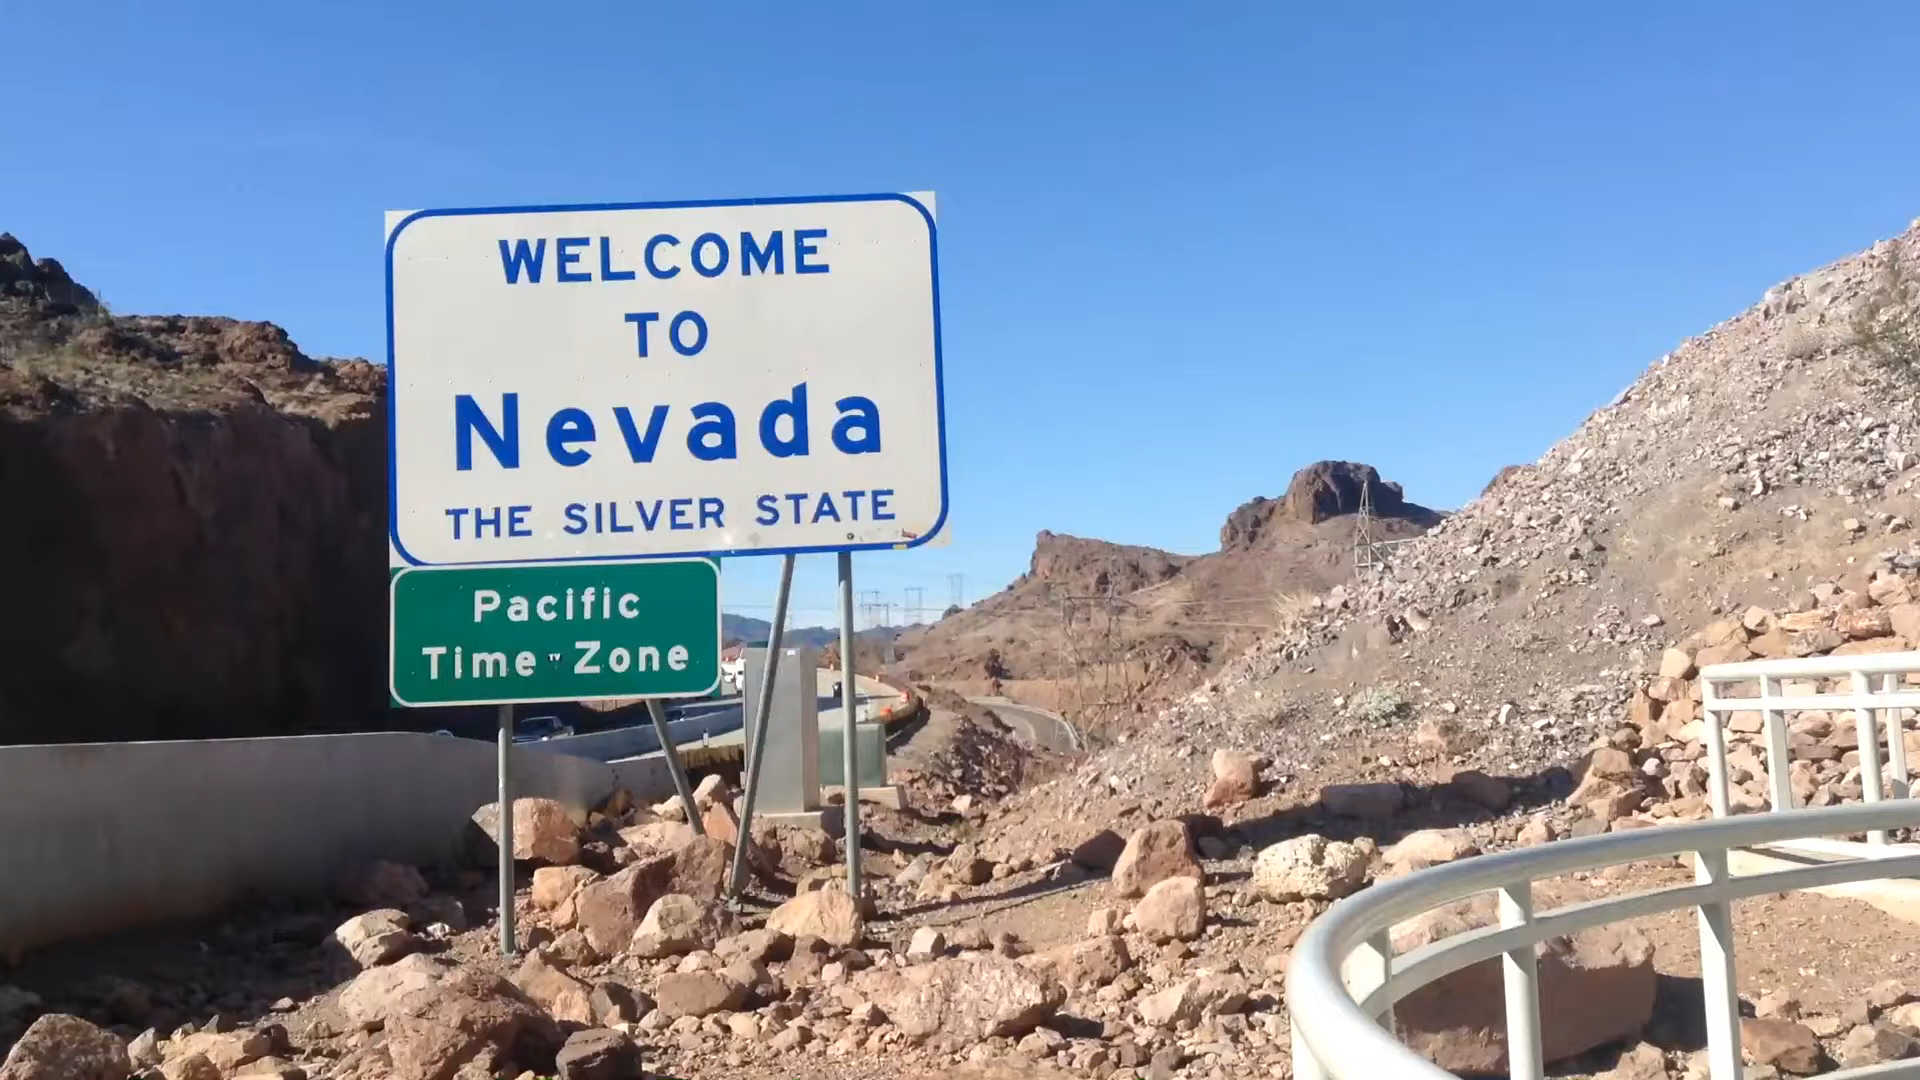 WELCOME
TO
Nevada
THE SILVER STATE
Pacific
Time Zone